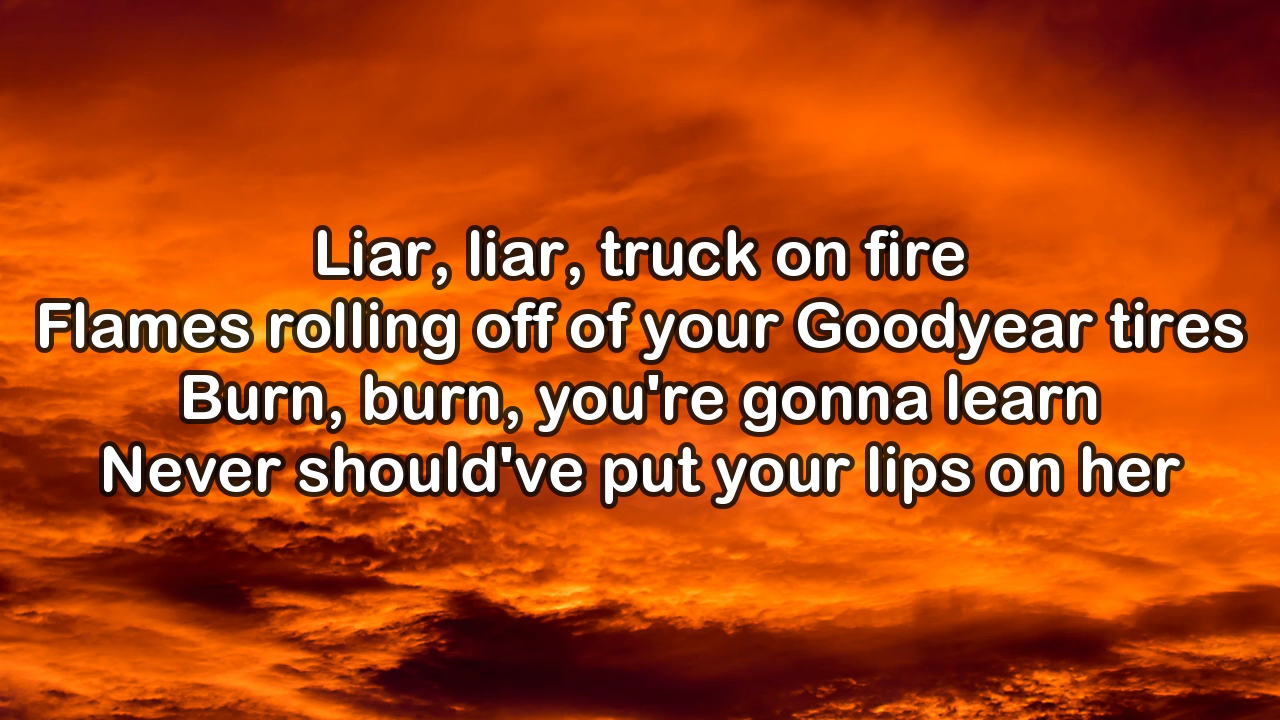 Liar, liar, truck on fire
Flames rolling off of your Goodyear tires
Burn, burn, you're gonna learn
Never should've put your lips on her